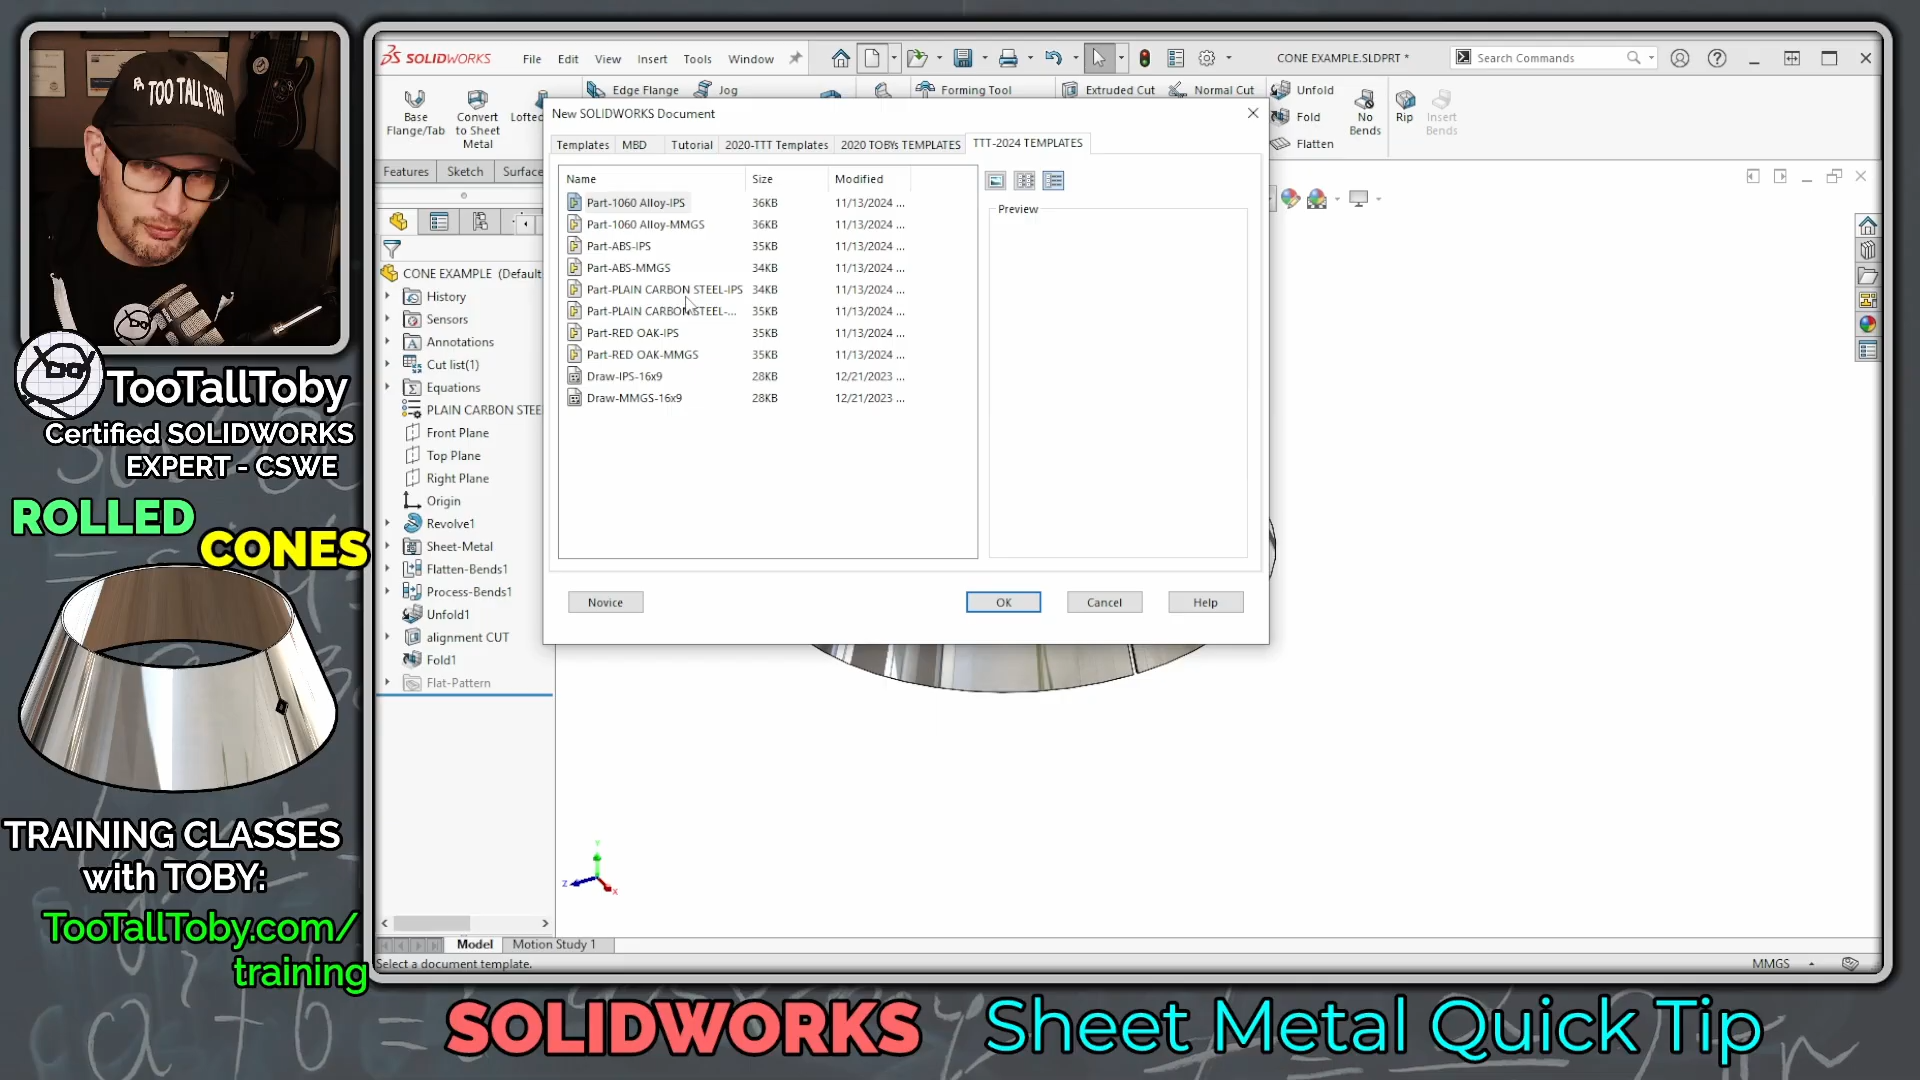 TOO TALL TOBY
TooTallToby
Certified SOLIDWORKS
EXPERT - CSWE
ROLLED
CONES
TRAINING CLASSES
with TOBY:
TooTallToby.com/
training
SOLIDWORKS
File Edit View Insert Tools Window
CONE EXAMPLE.SLDPRT *
Search Commands
Base
Flange/Tab
Convert
to Sheet
Metal
Lofted
Edge Flange
Jog
Forming Tool
Extruded Cut
Normal Cut
Unfold
Fold
Flatten
No
Bends
Rip
Insert
Bends
Features Sketch Surface
CONE EXAMPLE (Default
History
Sensors
Annotations
Cut list(1)
Equations
PLAIN CARBON STEE
Front Plane
Top Plane
Right Plane
Origin
Revolve1
Sheet-Metal
Flatten-Bends1
Process-Bends1
Unfold1
alignment CUT
Fold1
Flat-Pattern
New SOLIDWORKS Document
Templates MBD Tutorial 2020-TTT Templates 2020 TOBYs TEMPLATES TTT-2024 TEMPLATES
Name Size Modified
Part-1060 Alloy-IPS 36KB 11/13/2024 ...
Part-1060 Alloy-MMGS 36KB 11/13/2024 ...
Part-ABS-IPS 35KB 11/13/2024 ...
Part-ABS-MMGS 34KB 11/13/2024 ...
Part-PLAIN CARBON STEEL-IPS 34KB 11/13/2024 ...
Part-PLAIN CARBON STEEL-... 35KB 11/13/2024 ...
Part-RED OAK-IPS 35KB 11/13/2024 ...
Part-RED OAK-MMGS 35KB 11/13/2024 ...
Draw-IPS-16x9 28KB 12/21/2023 ...
Draw-MMGS-16x9 28KB 12/21/2023 ...
Preview
Novice OK Cancel Help
Y
Z
X
Model Motion Study 1
Select a document template.
MMGS
SOLIDWORKS Sheet Metal Quick Tip